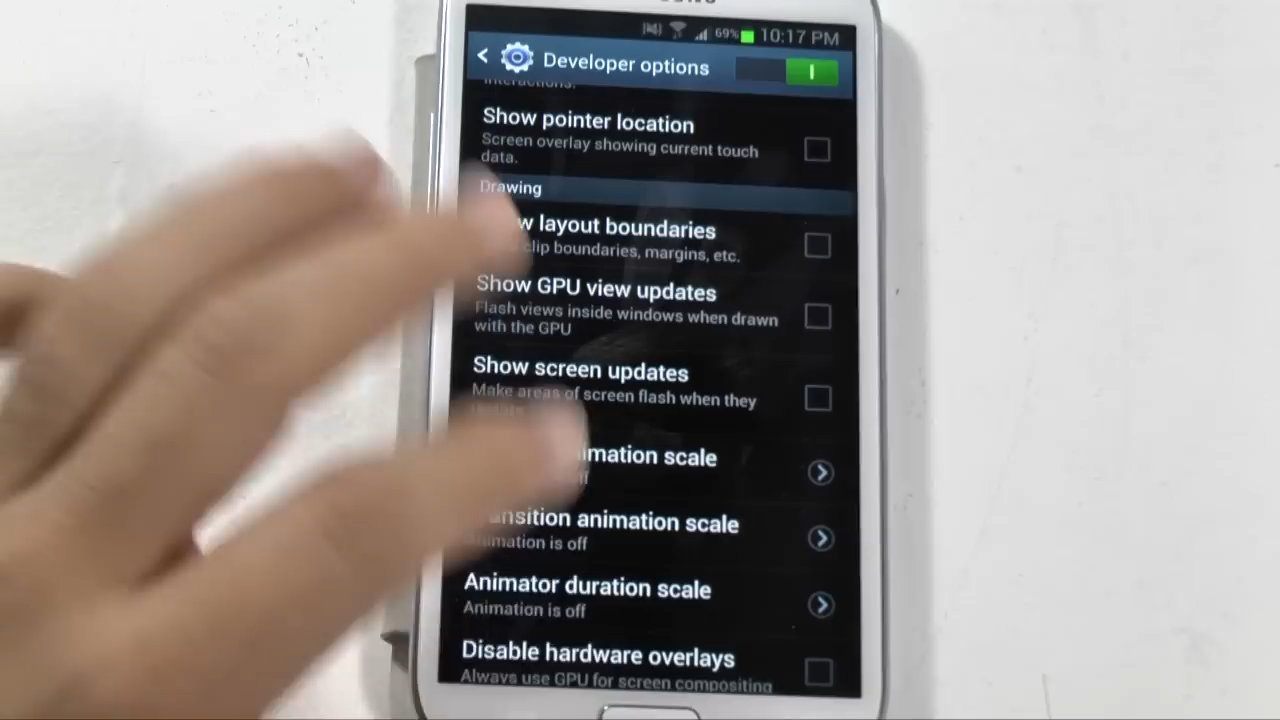 69% 10:17 PM
Developer options
interactions.
Show pointer location
Screen overlay showing current touch
data.
Drawing
layout boundaries
clip boundaries, margins, etc.
Show GPU view updates
Flash views inside windows when drawn
with the GPU
Show screen updates
Make areas of screen flash when they
scale
Transition animation scale
Animation is off
Animator duration scale
Animation is off
Disable hardware overlays
Always use GPU for screen compositing